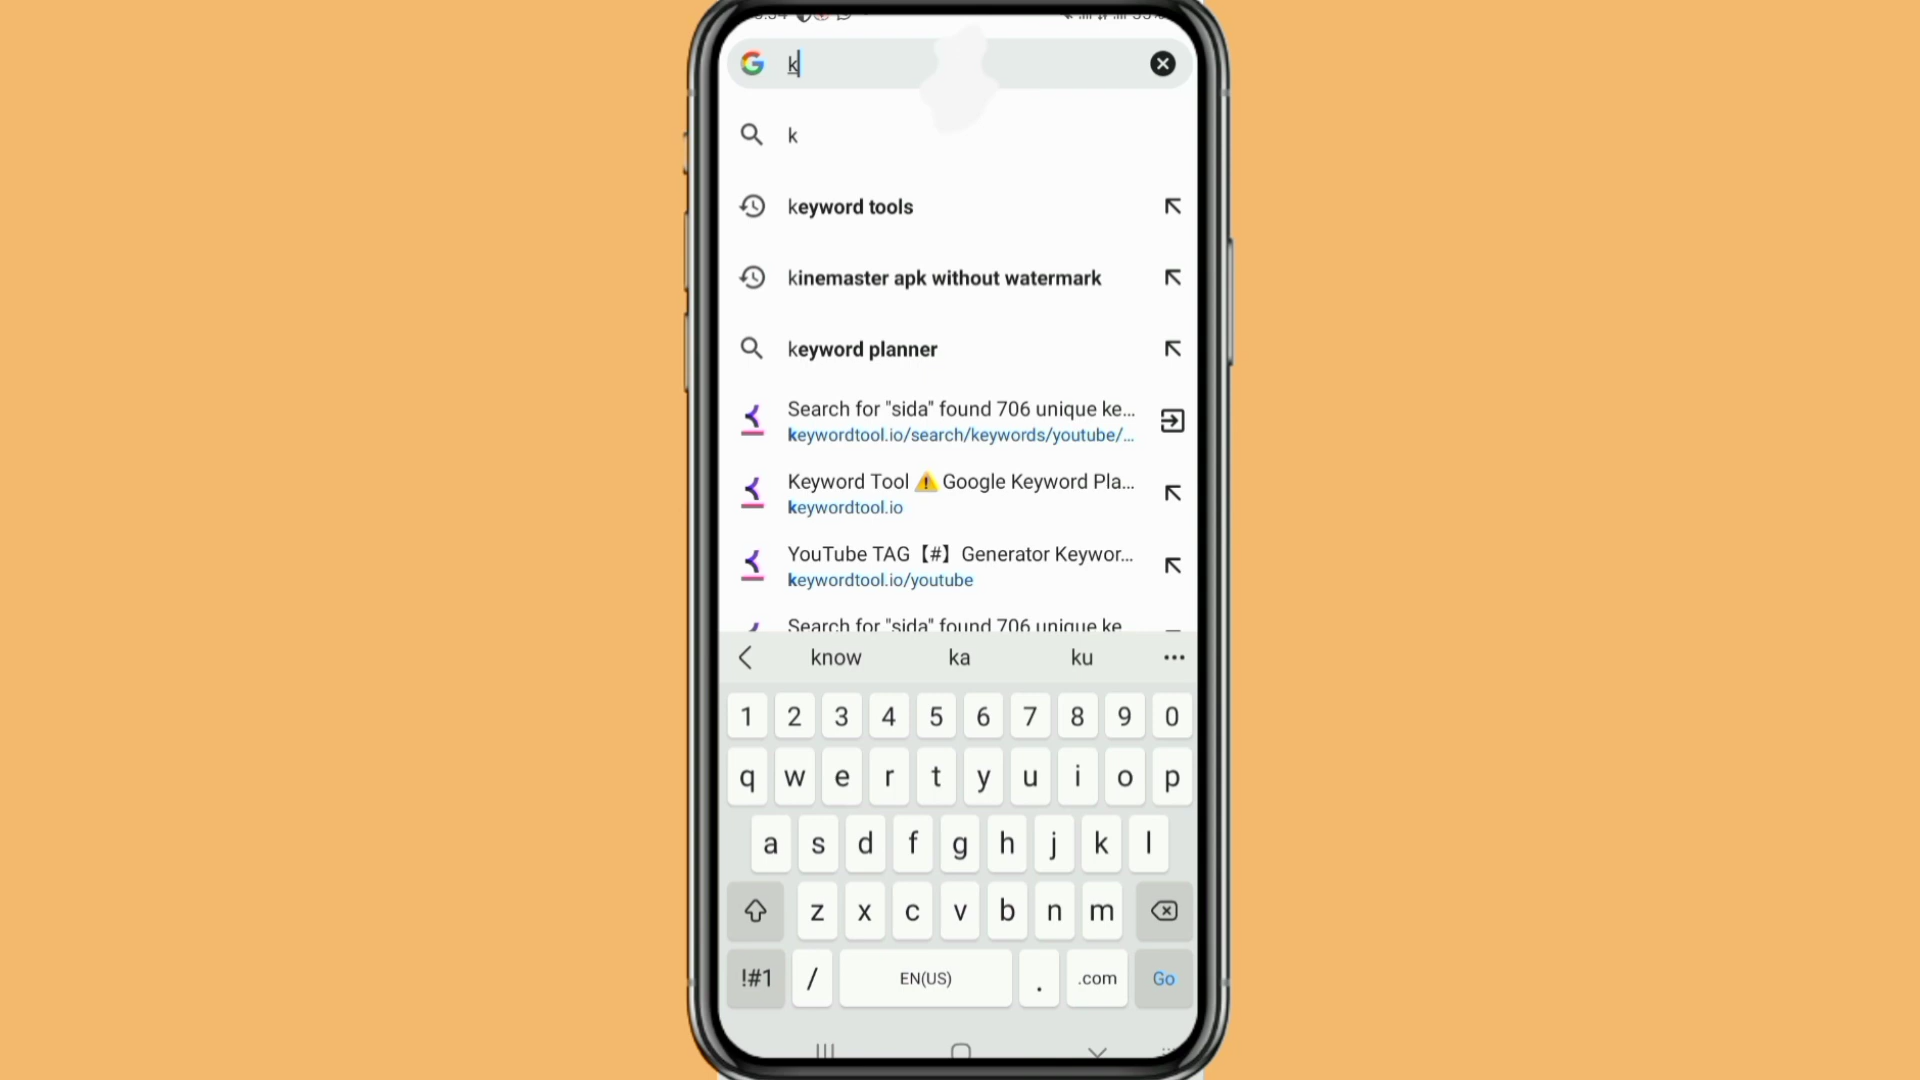 k
k
keyword tools
kinemaster apk without watermark
keyword planner
Search for "sida" found 706 unique ke...
keywordtool.io/search/keywords/youtube/...
Keyword Tool ⚠️ Google Keyword Pla...
keywordtool.io
YouTube TAG【#】Generator Keywor...
keywordtool.io/youtube
Search for "sida" found 706 unique ke
know ka ku
1 2 3 4 5 6 7 8 9 0
q w e r t y u i o p
a s d f g h j k l
z x c v b n m
!#1 / EN(US) . .com Go